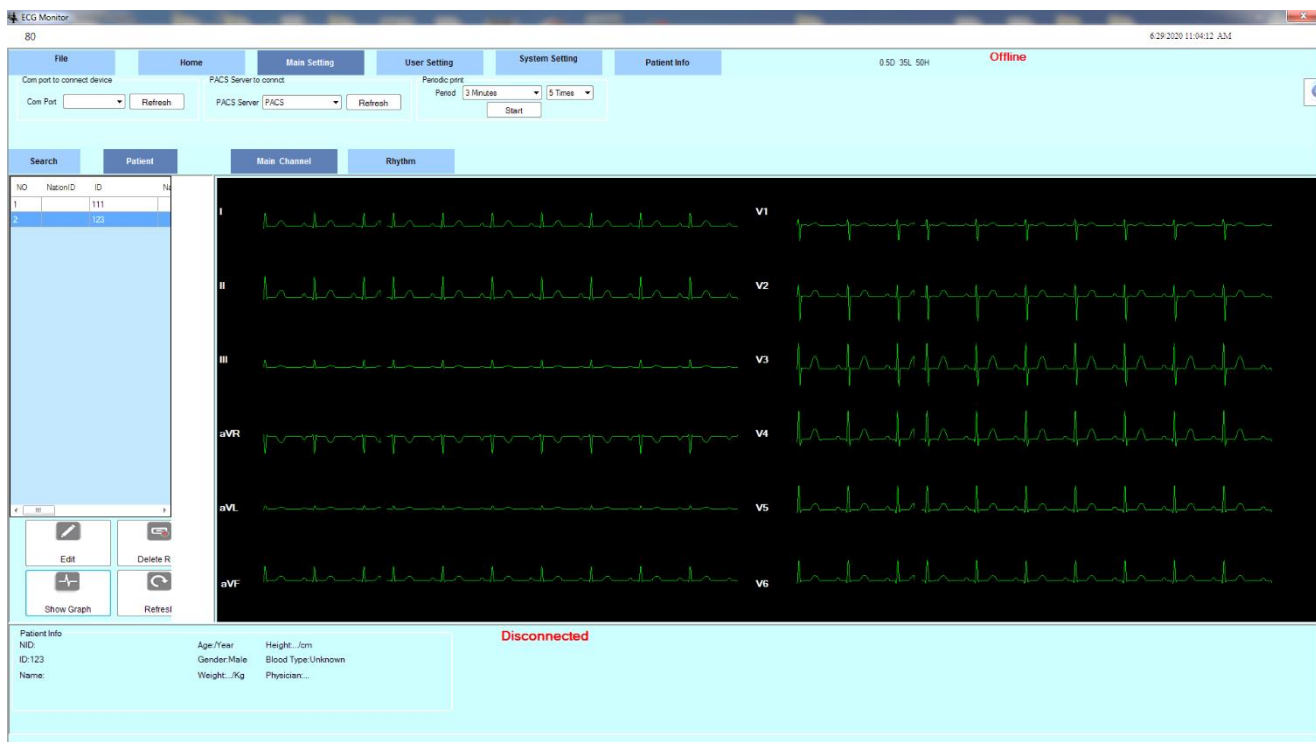 ECG Monitor
80
6/29/2020 11:04:12 AM
File Home Main Setting User Setting System Setting Patient Info 0.5D 35L 50H Offline
Com port to connect device PACS Server to connct Periodic print
Com Port Refresh PACS Server PACS Refresh Period 3 Minutes 5 Times
Start
Search Patient Main Channel Rhythm
NO NationID ID Na
1 111
2 123
I V1
II V2
III V3
aVR V4
aVL V5
aVF V6
Edit Delete R
Show Graph Refresl
Patient Info Disconnected
NID: Age:/Year Height:../cm
ID:123 Gender:Male Blood Type:Unknown
Name: Weight:../Kg Physician:...